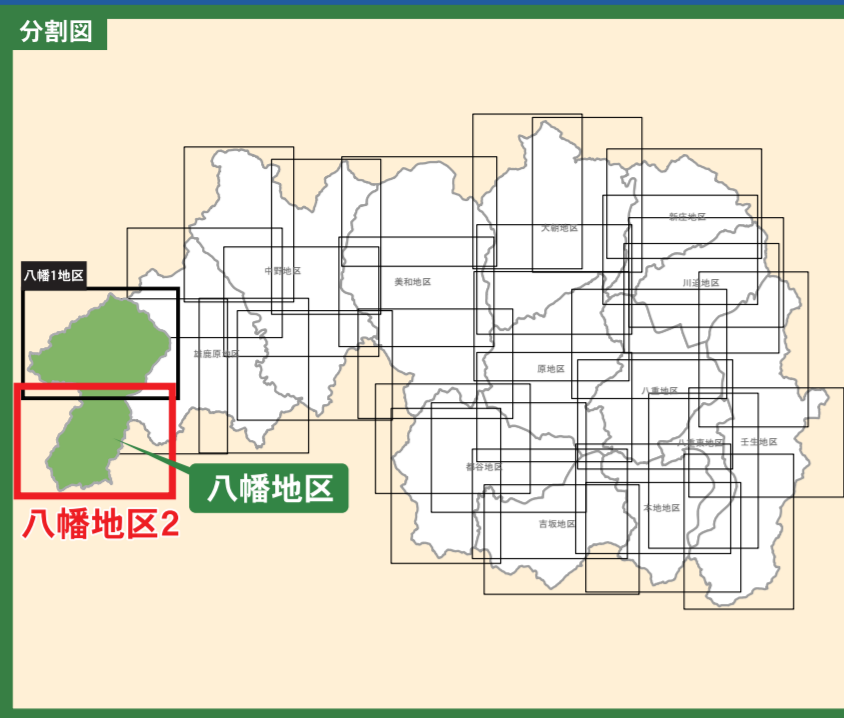 分割図
新庄地区
大朝地区
中野地区
八幡1地区
美和地区
川迫地区
雄鹿原地区
原地区
八重地区
八重東地区
壬生地区
都谷地区
八幡地区
本地地区
八幡地区2
吉坂地区